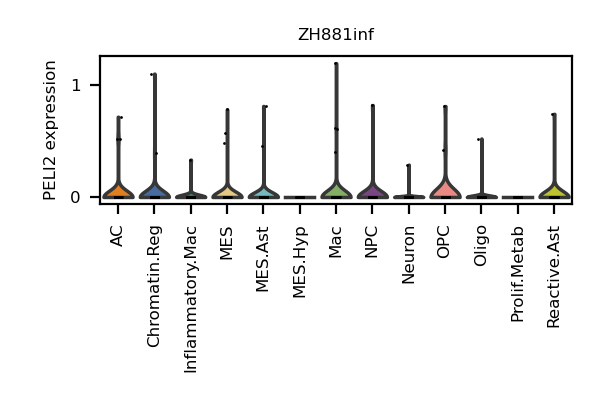 ZH881inf
PELI2 expression
1
0
AC
Chromatin.Reg
Inflammatory.Mac
MES
MES.Ast
MES.Hyp
Mac
NPC
Neuron
OPC
Oligo
Prolif.Metab
Reactive.Ast